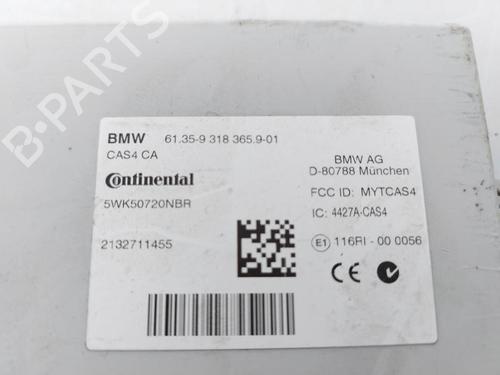 BMW 61.35-9 318 365.9-01
CAS4 CA
Continental
5WK50720NBR
2132711455
BMW AG
D-80788 München
FCC ID: MYTCAS4
IC: 4427A-CAS4
E1 116RI - 00 0056
CE
B-PARTS